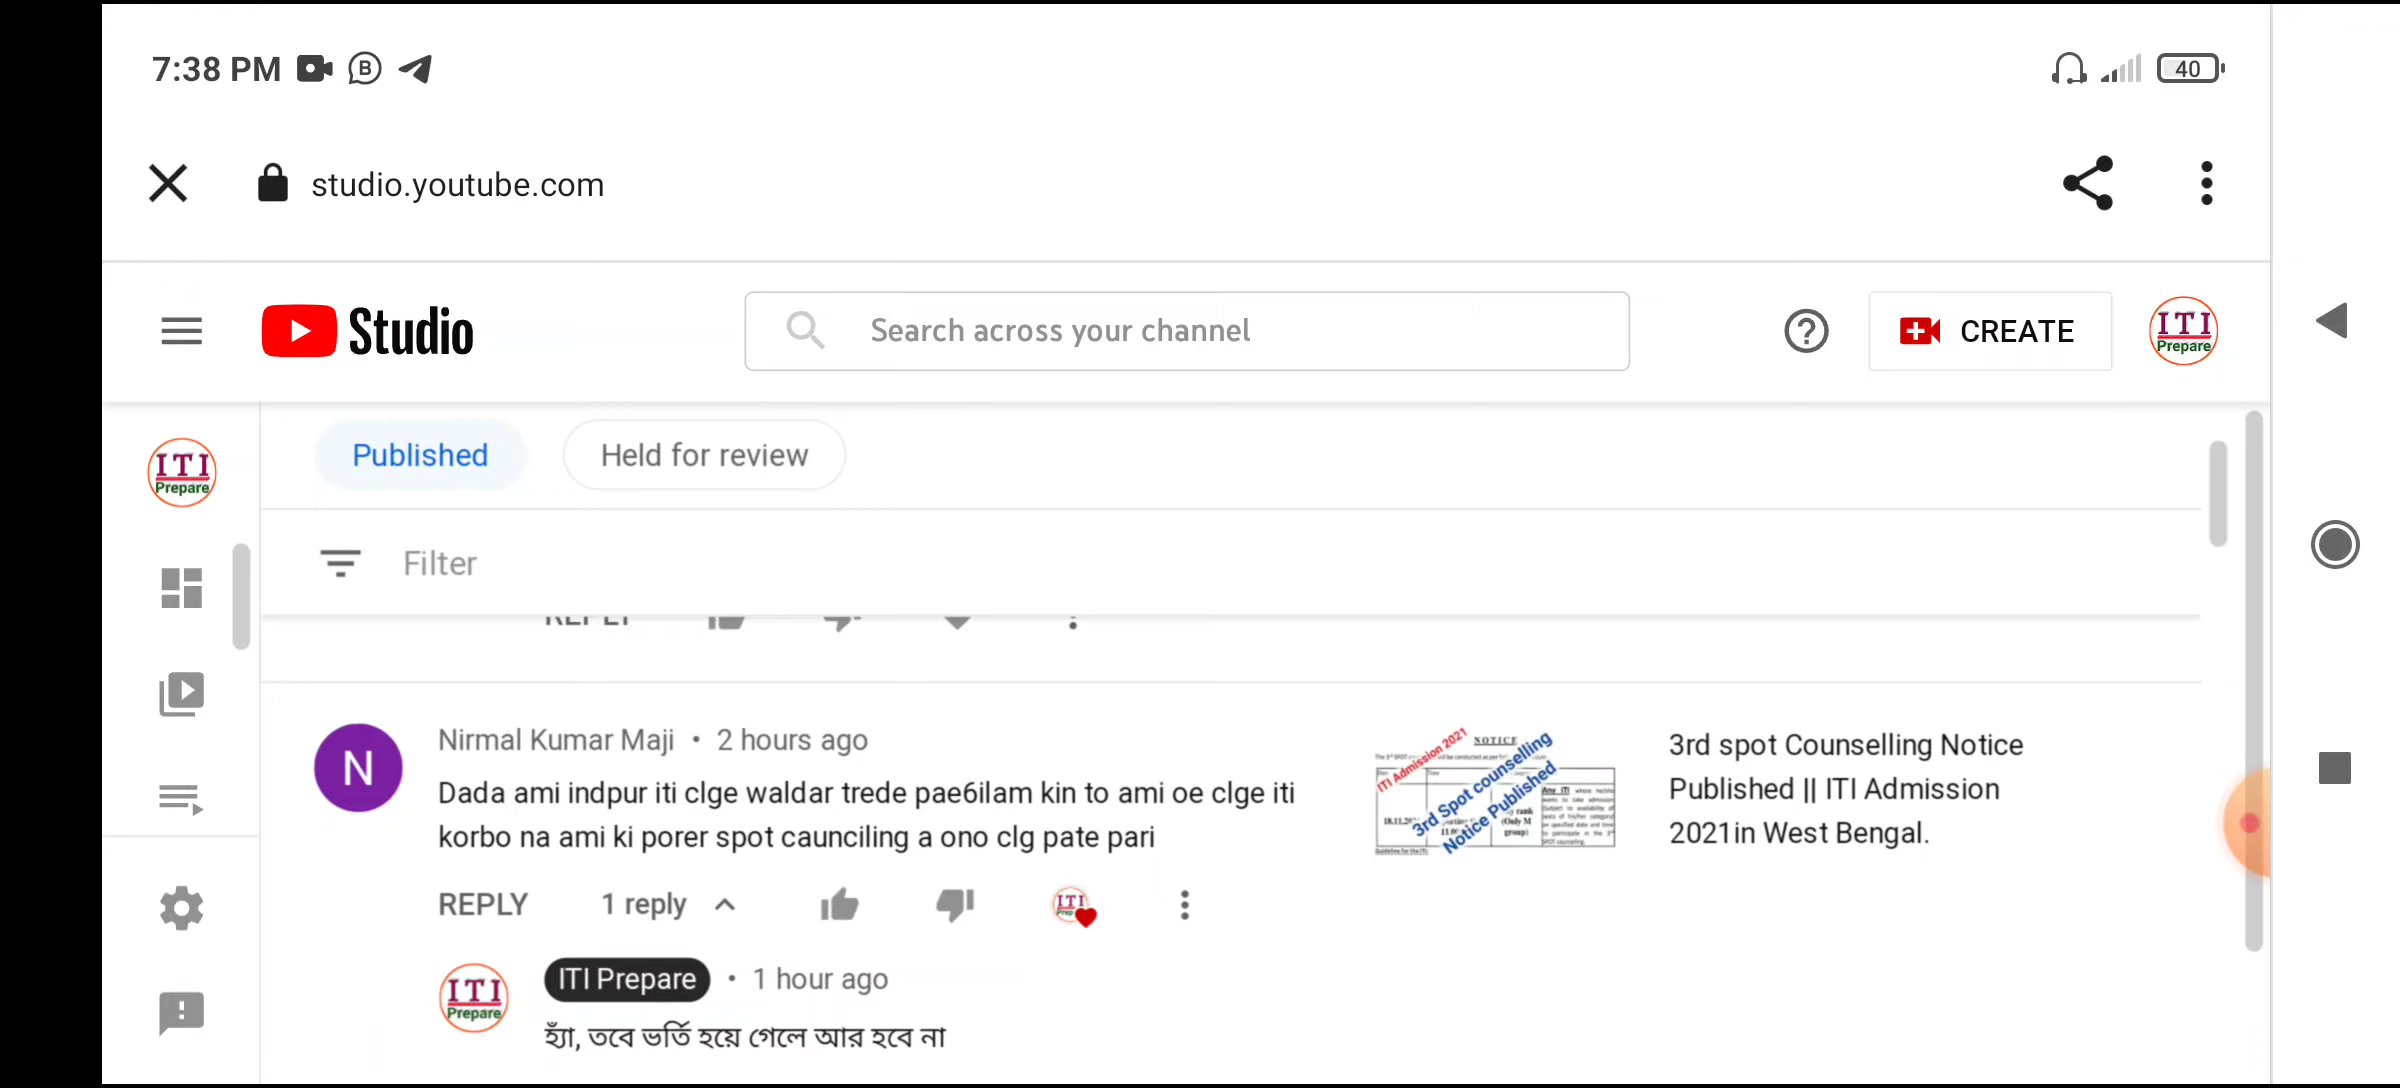 7:38 PM
40
studio.youtube.com
Studio
Search across your channel
CREATE
ITI
Prepare
ITI
Prepare
Published
Held for review
Filter
REPLY
N
Nirmal Kumar Maji • 2 hours ago
Dada ami indpur iti clge waldar trede pae6ilam kin to ami oe clge iti
korbo na ami ki porer spot caunciling a ono clg pate pari
NOTICE
ITI Admission 2021
3rd Spot counselling
Notice Published
3rd spot Counselling Notice
Published || ITI Admission
2021in West Bengal.
REPLY 1 reply
ITI
ITI
Prepare
ITI Prepare • 1 hour ago
হ্যাঁ, তবে ভর্তি হয়ে গেলে আর হবে না